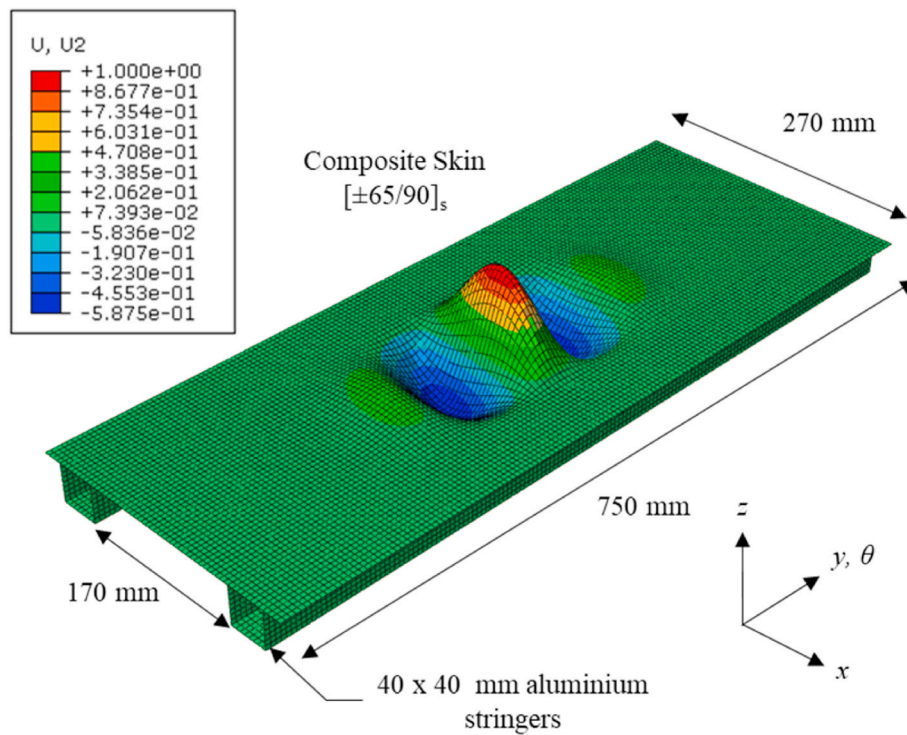 U, U2
+1.000e+00
+8.677e-01
+7.354e-01
+6.031e-01
+4.708e-01
+3.385e-01
+2.062e-01
+7.393e-02
-5.836e-02
-1.907e-01
-3.230e-01
-4.553e-01
-5.875e-01
Composite Skin
[±65/90]s
270 mm
750 mm
170 mm
40 x 40 mm aluminium
stringers
z
y, θ
x